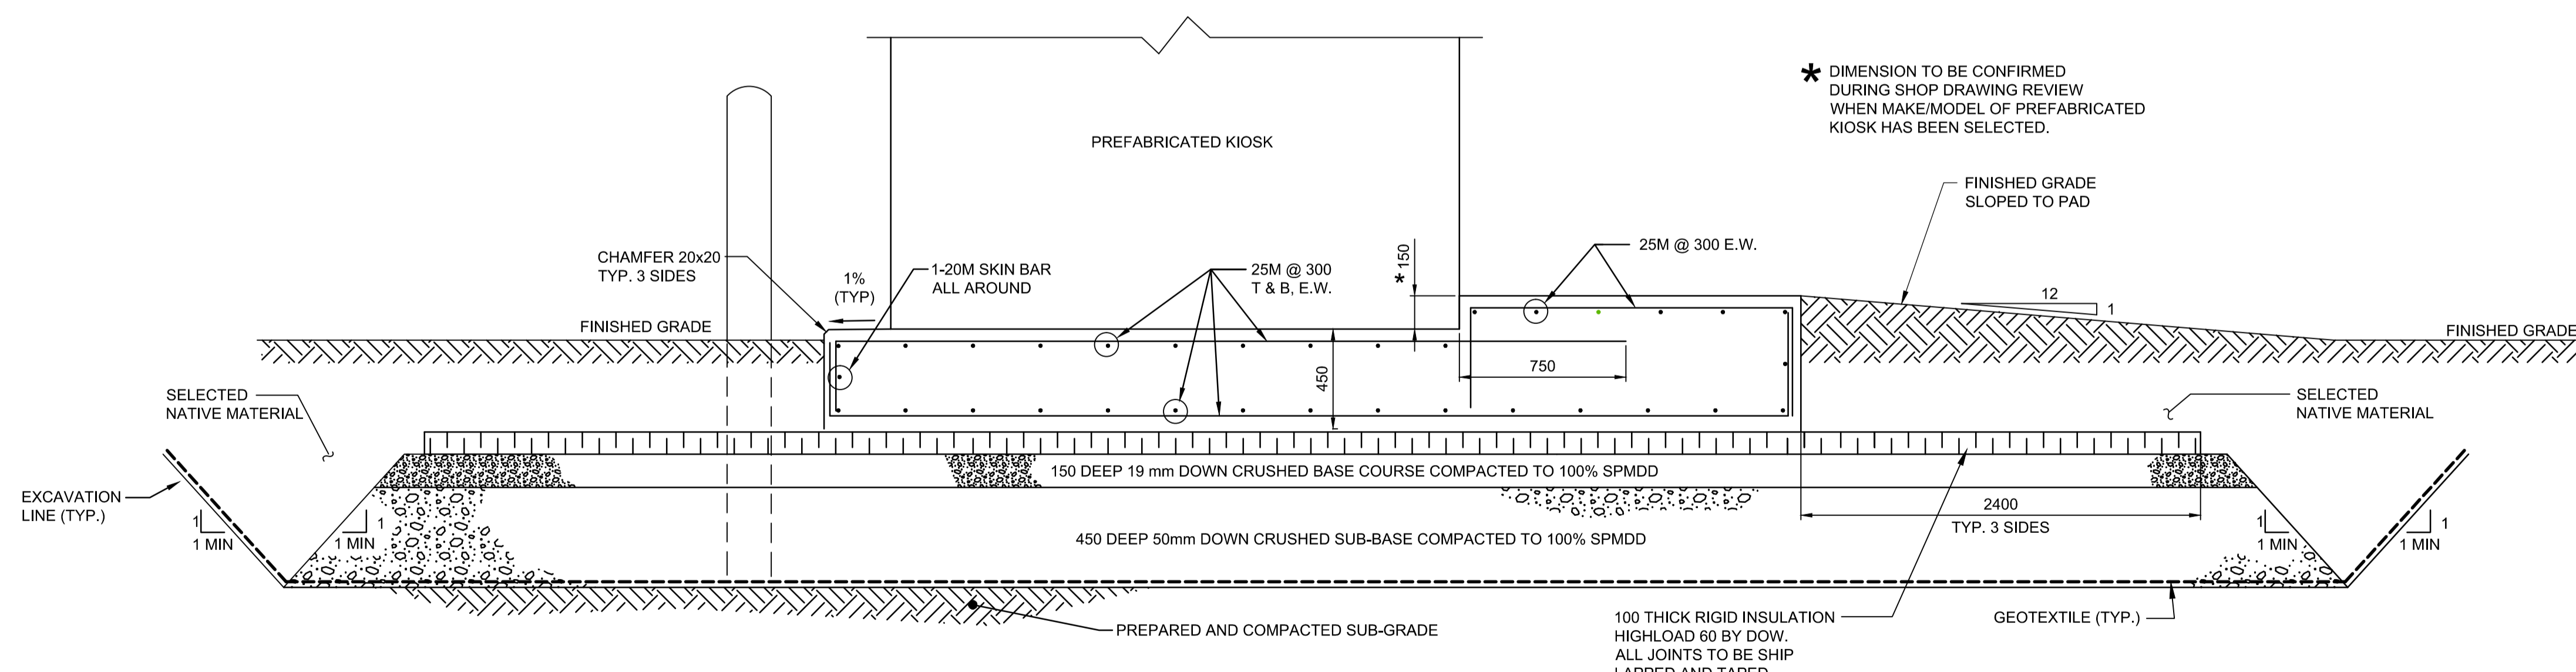 * DIMENSION TO BE CONFIRMED
DURING SHOP DRAWING REVIEW
WHEN MAKE/MODEL OF PREFABRICATED
KIOSK HAS BEEN SELECTED.
PREFABRICATED KIOSK
FINISHED GRADE
SLOPED TO PAD
CHAMFER 20x20
TYP. 3 SIDES
1%
(TYP)
1-20M SKIN BAR
ALL AROUND
25M @ 300
T & B, E.W.
* 150
25M @ 300 E.W.
12
1
FINISHED GRADE
FINISHED GRADE
450
750
SELECTED
NATIVE MATERIAL
SELECTED
NATIVE MATERIAL
150 DEEP 19 mm DOWN CRUSHED BASE COURSE COMPACTED TO 100% SPMDD
EXCAVATION
LINE (TYP.)
1
1 MIN
1
1 MIN
450 DEEP 50mm DOWN CRUSHED SUB-BASE COMPACTED TO 100% SPMDD
2400
TYP. 3 SIDES
1
1 MIN
1
1 MIN
PREPARED AND COMPACTED SUB-GRADE
100 THICK RIGID INSULATION
HIGHLOAD 60 BY DOW.
ALL JOINTS TO BE SHIP
LAPPED AND TAPED
GEOTEXTILE (TYP.)